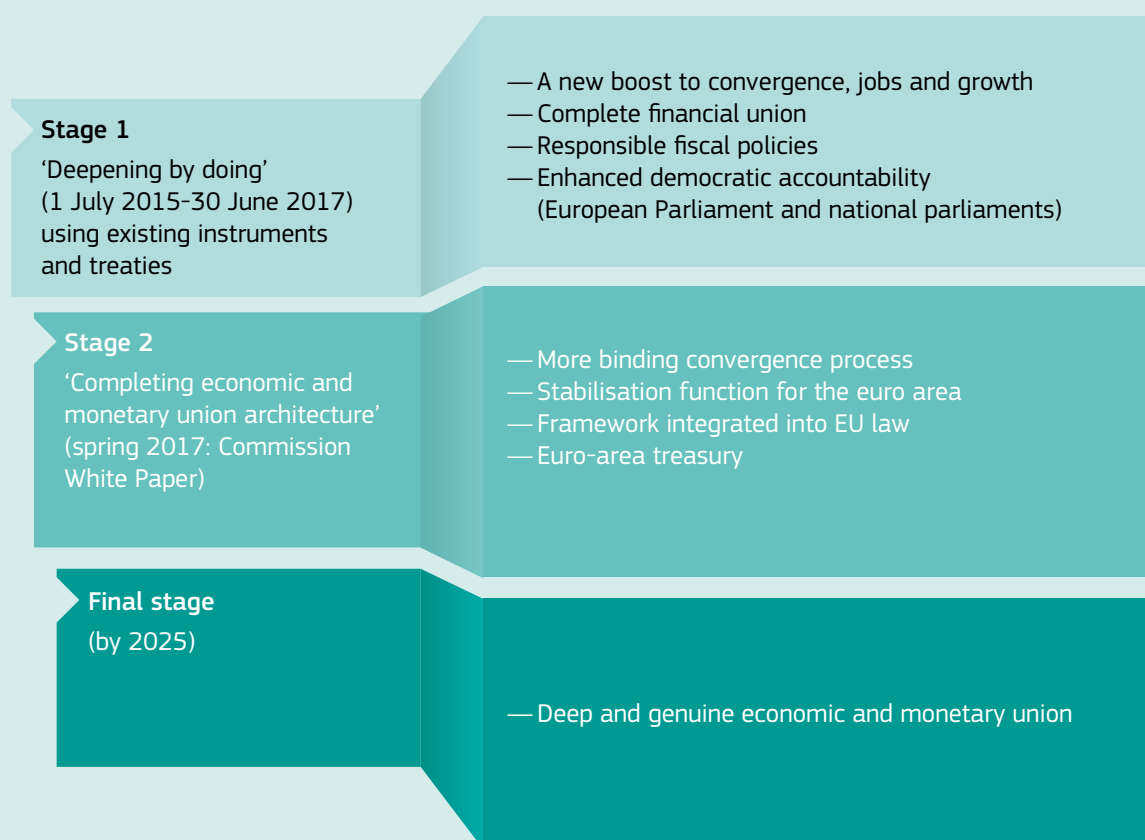 Stage 1
‘Deepening by doing’
(1 July 2015-30 June 2017)
using existing instruments
and treaties
— A new boost to convergence, jobs and growth
— Complete financial union
— Responsible fiscal policies
— Enhanced democratic accountability
(European Parliament and national parliaments)
Stage 2
‘Completing economic and
monetary union architecture’
(spring 2017: Commission
White Paper)
— More binding convergence process
— Stabilisation function for the euro area
— Framework integrated into EU law
— Euro-area treasury
Final stage
(by 2025)
— Deep and genuine economic and monetary union